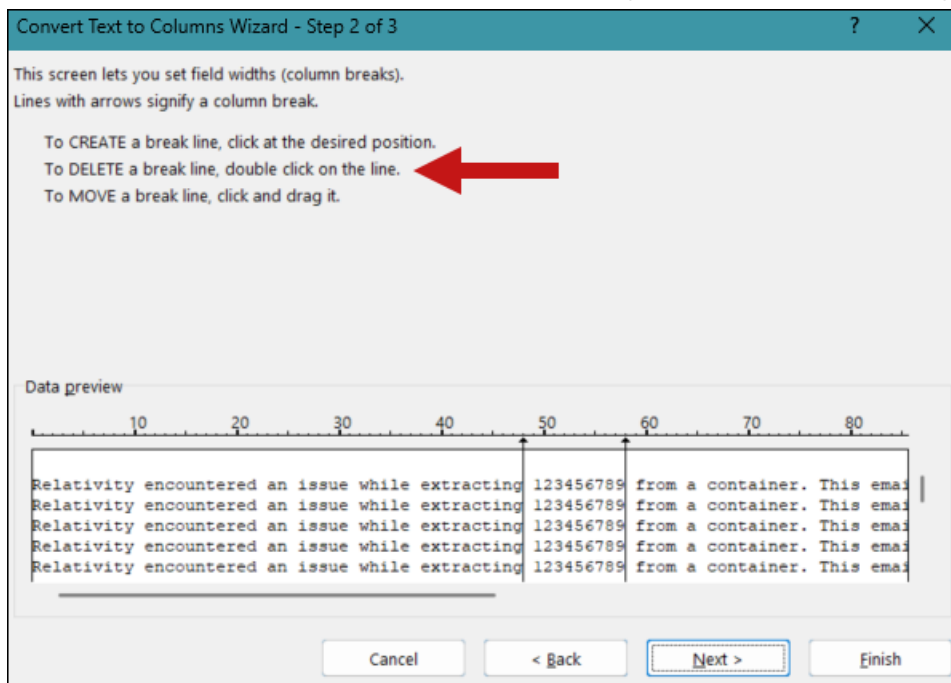 Convert Text to Columns Wizard - Step 2 of 3 ? X
This screen lets you set field widths (column breaks).
Lines with arrows signify a column break.
To CREATE a break line, click at the desired position.
To DELETE a break line, double click on the line.
To MOVE a break line, click and drag it.
Data preview
10 20 30 40 50 60 70 80
Relativity encountered an issue while extracting 123456789 from a container. This emai
Relativity encountered an issue while extracting 123456789 from a container. This emai
Relativity encountered an issue while extracting 123456789 from a container. This emai
Relativity encountered an issue while extracting 123456789 from a container. This emai
Relativity encountered an issue while extracting 123456789 from a container. This emai
Cancel < Back Next > Finish